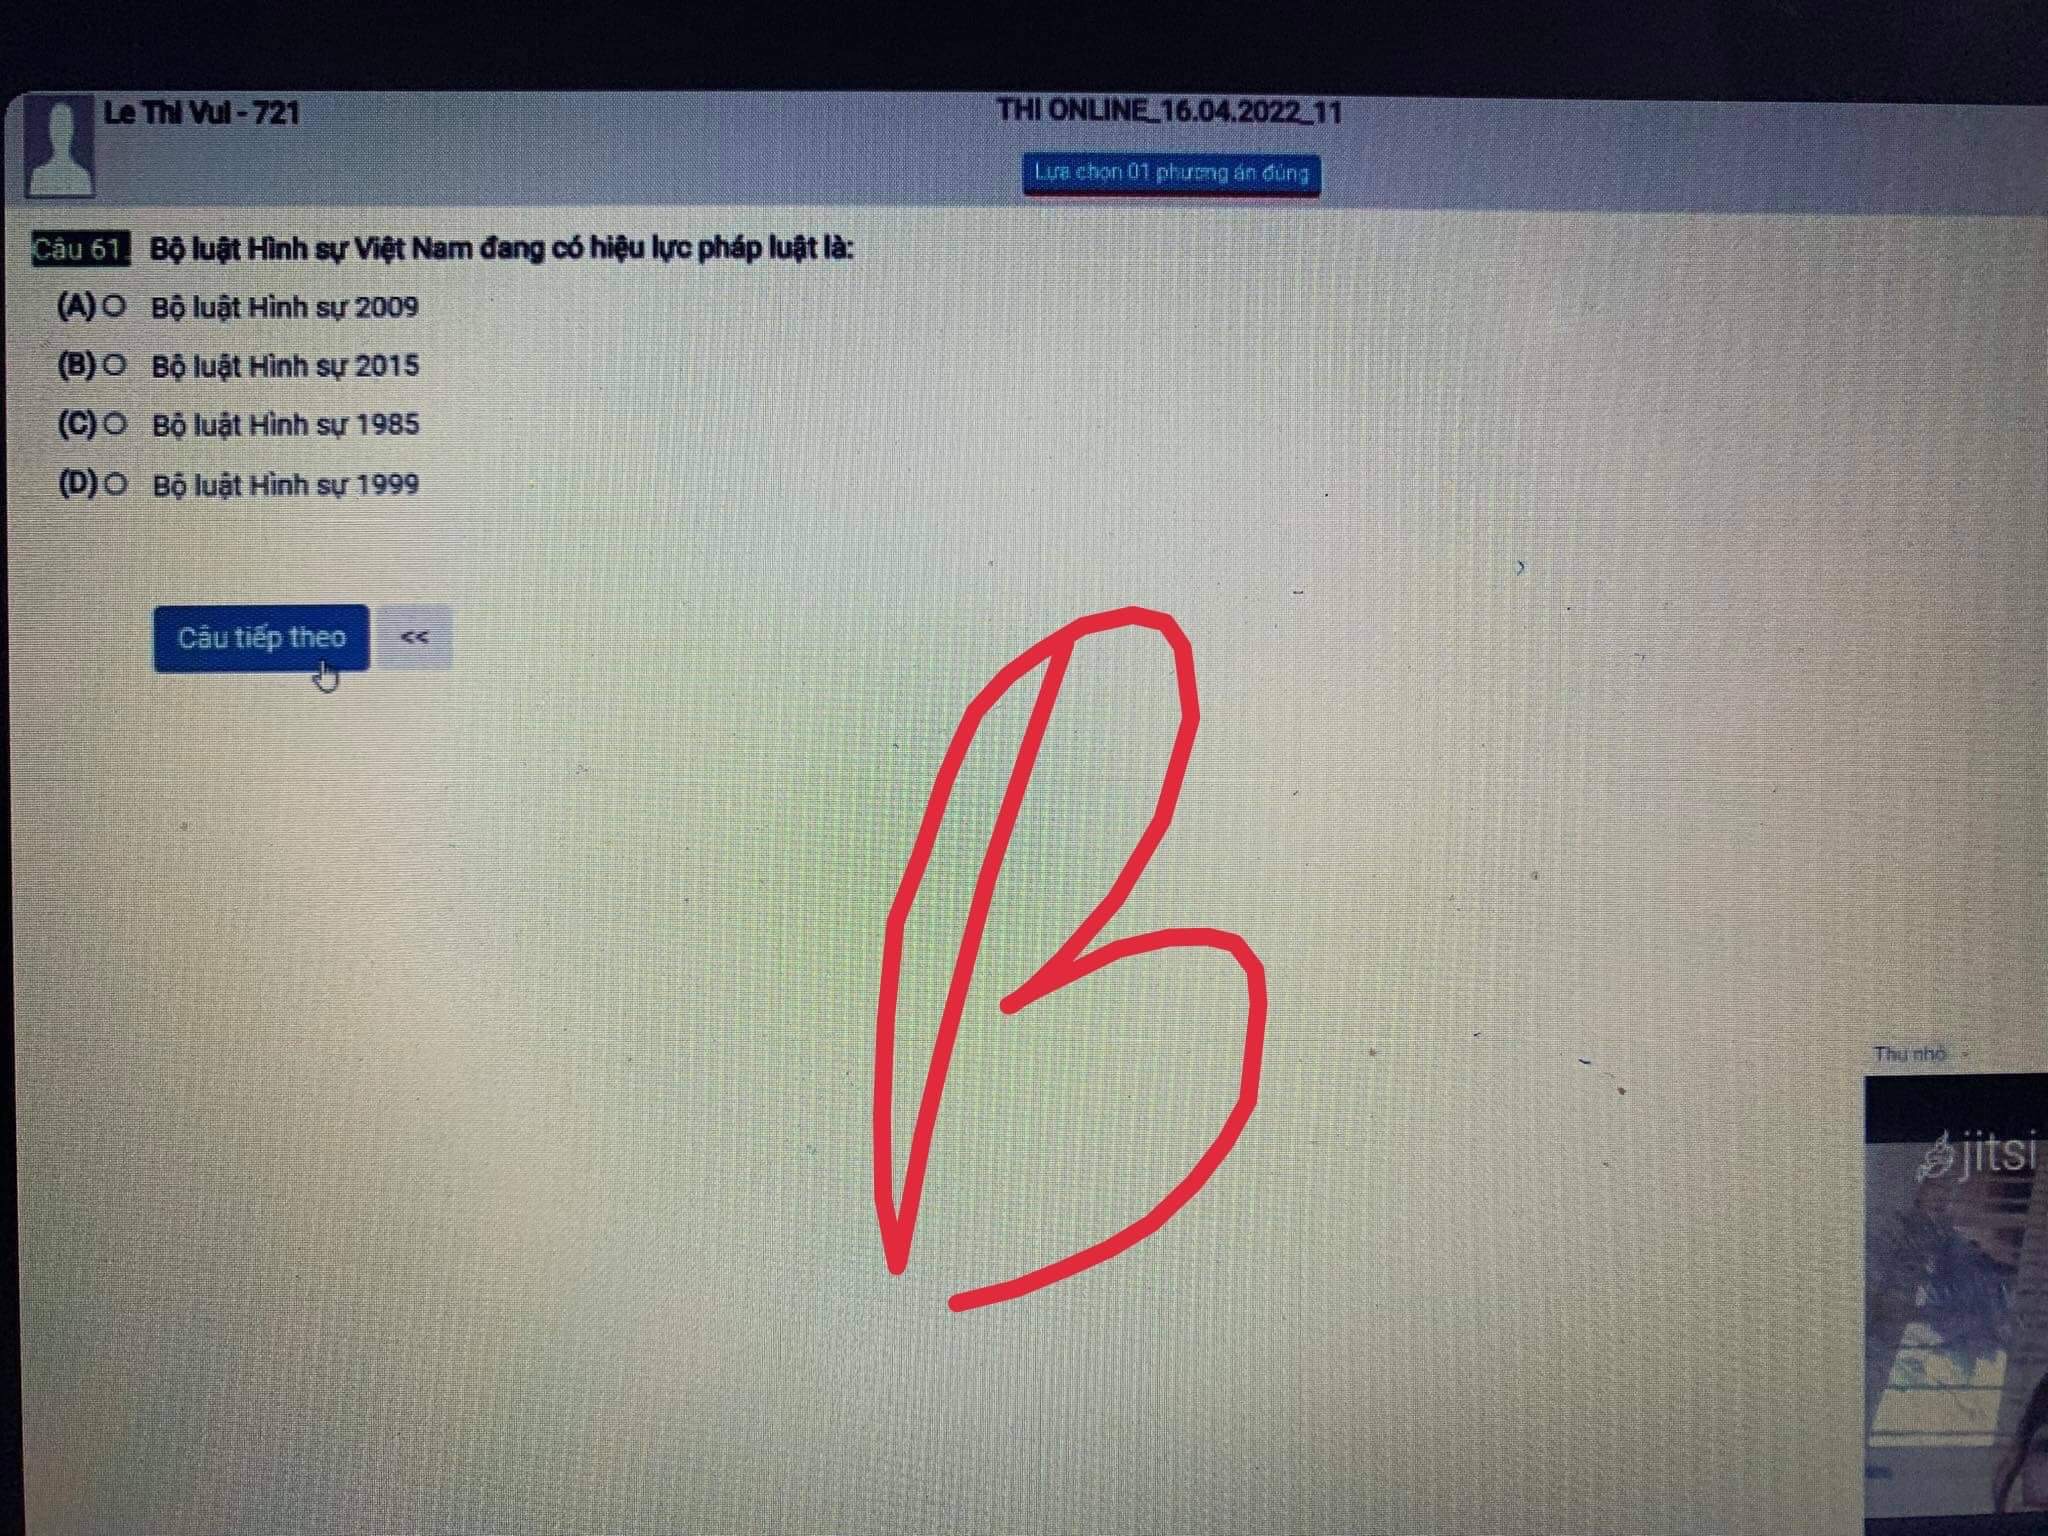 Le Thi Vui - 721
THI ONLINE_16.04.2022_11
Lựa chọn 01 phương án đúng
Câu 61 Bộ luật Hình sự Việt Nam đang có hiệu lực pháp luật là:
(A) Bộ luật Hình sự 2009
(B) Bộ luật Hình sự 2015
(C) Bộ luật Hình sự 1985
(D) Bộ luật Hình sự 1999
Câu tiếp theo <<
B
Thu nhỏ -
jitsi